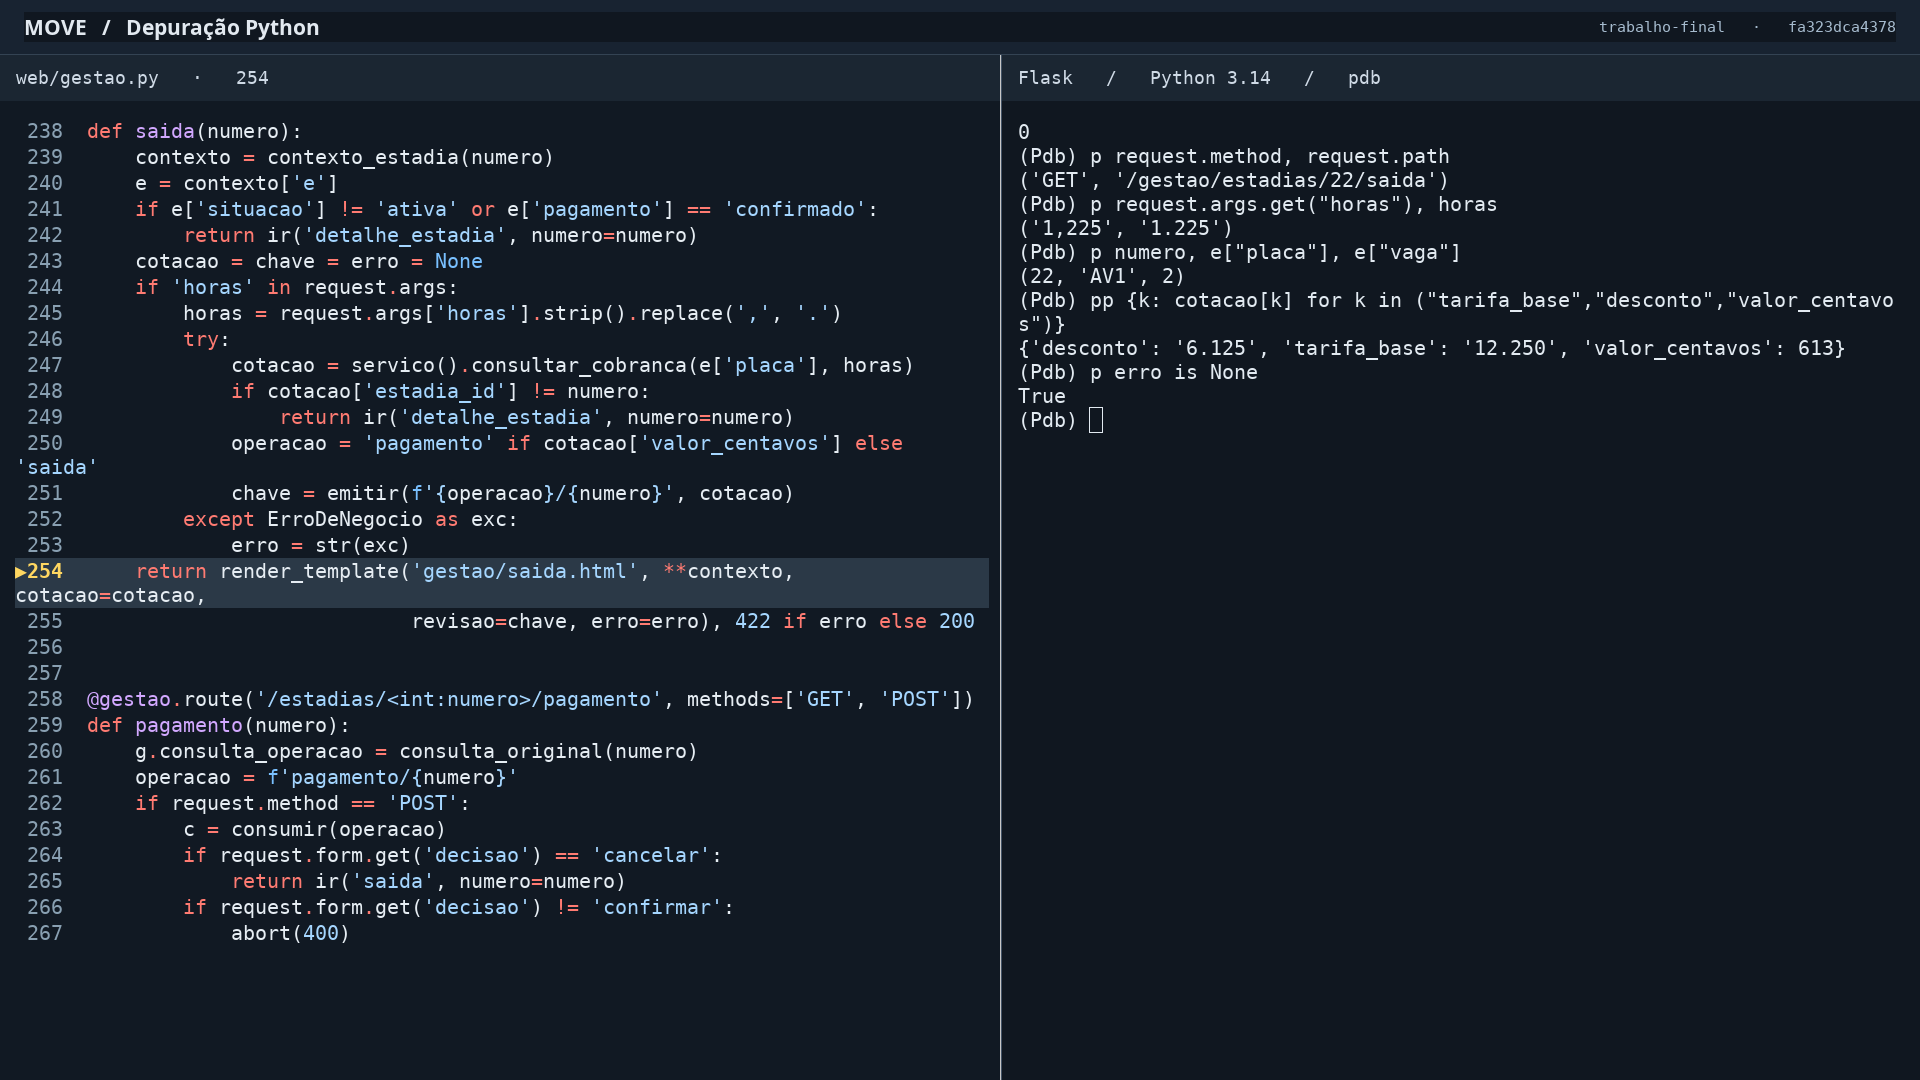 MOVE / Depuração Python
trabalho-final · fa323dca4378
web/gestao.py · 254
238 def saida(numero):
239     contexto = contexto_estadia(numero)
240     e = contexto['e']
241     if e['situacao'] != 'ativa' or e['pagamento'] == 'confirmado':
242         return ir('detalhe_estadia', numero=numero)
243     cotacao = chave = erro = None
244     if 'horas' in request.args:
245         horas = request.args['horas'].strip().replace(',', '.')
246         try:
247             cotacao = servico().consultar_cobranca(e['placa'], horas)
248             if cotacao['estadia_id'] != numero:
249                 return ir('detalhe_estadia', numero=numero)
250             operacao = 'pagamento' if cotacao['valor_centavos'] else
'saida'
251             chave = emitir(f'{operacao}/{numero}', cotacao)
252         except ErroDeNegocio as exc:
253             erro = str(exc)
▶254     return render_template('gestao/saida.html', **contexto,
cotacao=cotacao,
255                            revisao=chave, erro=erro), 422 if erro else 200
256
257
258 @gestao.route('/estadias/<int:numero>/pagamento', methods=['GET', 'POST'])
259 def pagamento(numero):
260     g.consulta_operacao = consulta_original(numero)
261     operacao = f'pagamento/{numero}'
262     if request.method == 'POST':
263         c = consumir(operacao)
264         if request.form.get('decisao') == 'cancelar':
265             return ir('saida', numero=numero)
266         if request.form.get('decisao') != 'confirmar':
267             abort(400)
Flask / Python 3.14 / pdb
0
(Pdb) p request.method, request.path
('GET', '/gestao/estadias/22/saida')
(Pdb) p request.args.get("horas"), horas
('1,225', '1.225')
(Pdb) p numero, e["placa"], e["vaga"]
(22, 'AV1', 2)
(Pdb) pp {k: cotacao[k] for k in ("tarifa_base","desconto","valor_centavo
s")}
{'desconto': '6.125', 'tarifa_base': '12.250', 'valor_centavos': 613}
(Pdb) p erro is None
True
(Pdb)